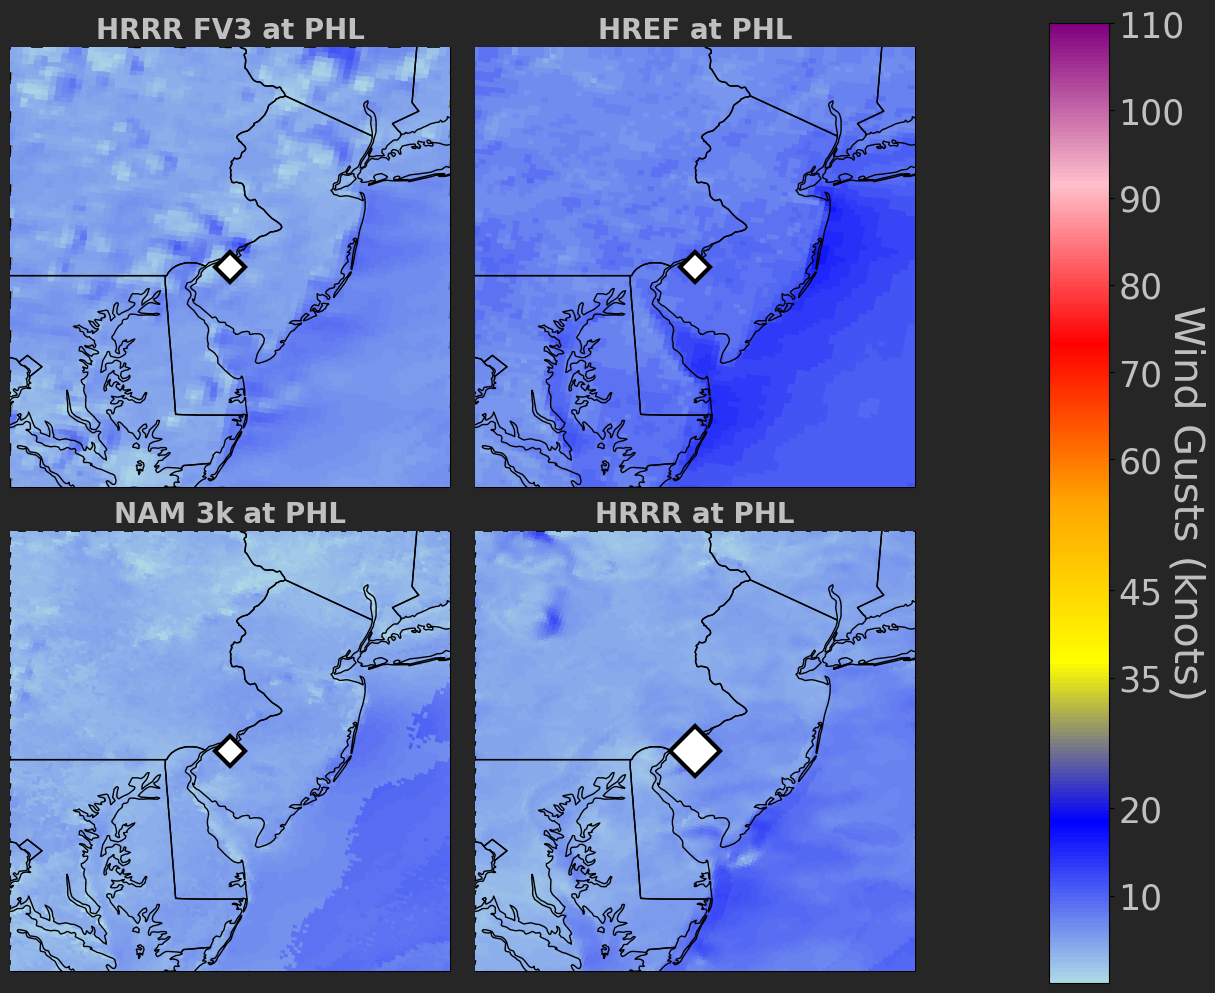 HRRR FV3 at PHL
HREF at PHL
NAM 3k at PHL
HRRR at PHL
110
100
90
80
70
60
45
35
20
10
Wind Gusts (knots)